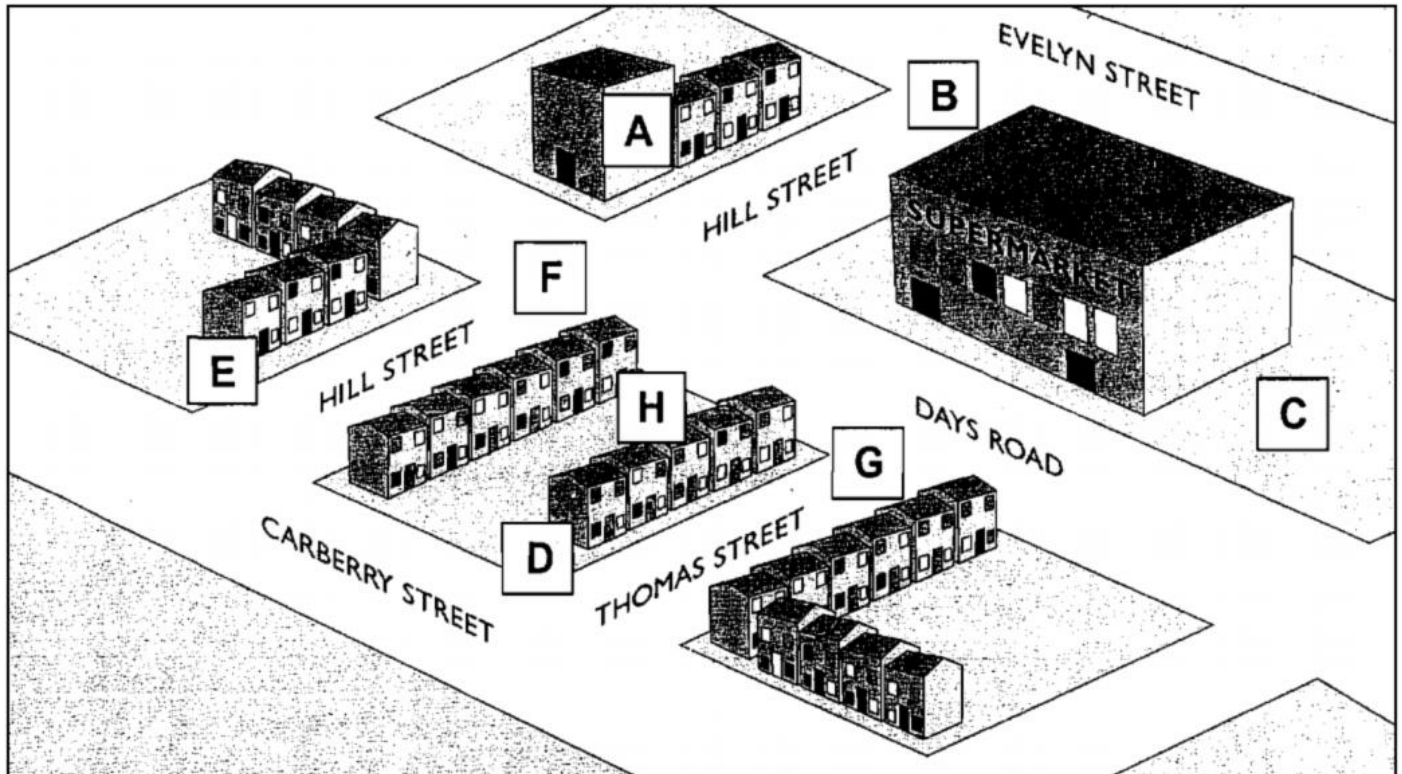 EVELYN STREET
B
A
HILL STREET
SUPERMARKET
F
E
HILL STREET
H
C
DAYS ROAD
G
D
CARBERRY STREET
THOMAS STREET